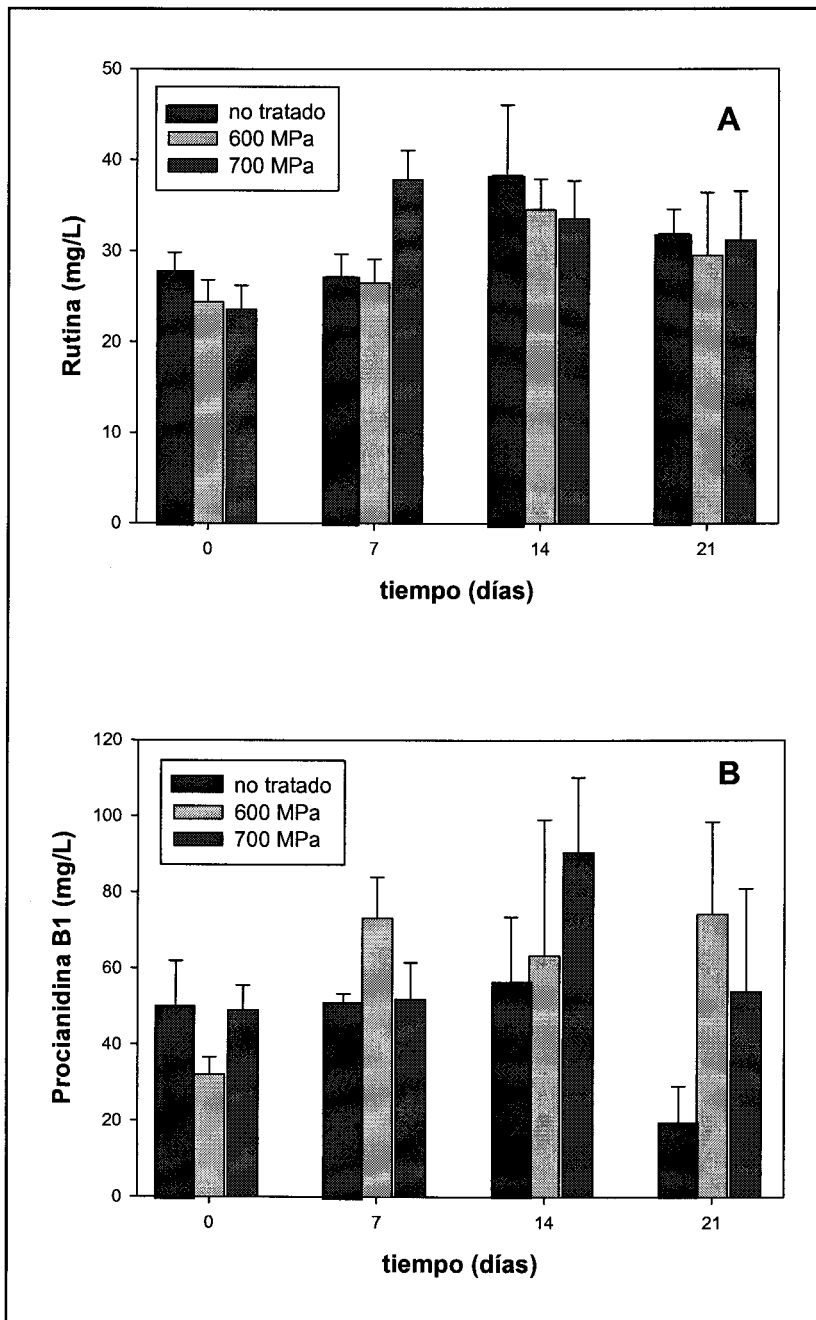 A
no tratado
600 MPa
700 MPa
50
40
30
20
10
0
Rutina (mg/L)
0 7 14 21
tiempo (días)
B
no tratado
600 MPa
700 MPa
120
100
80
60
40
20
0
Procianidina B1 (mg/L)
0 7 14 21
tiempo (días)